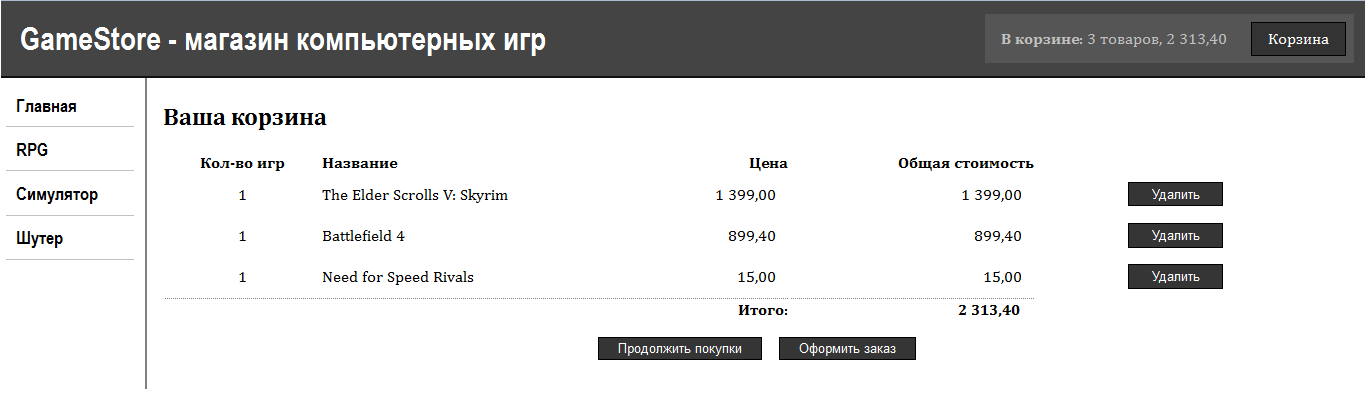 GameStore - магазин компьютерных игр
В корзине: 3 товаров, 2 313,40 Корзина
Главная
RPG
Симулятор
Шутер
Ваша корзина
Кол-во игр Название Цена Общая стоимость
1 The Elder Scrolls V: Skyrim 1 399,00 1 399,00 Удалить
1 Battlefield 4 899,40 899,40 Удалить
1 Need for Speed Rivals 15,00 15,00 Удалить
Итого: 2 313,40
Продолжить покупки Оформить заказ